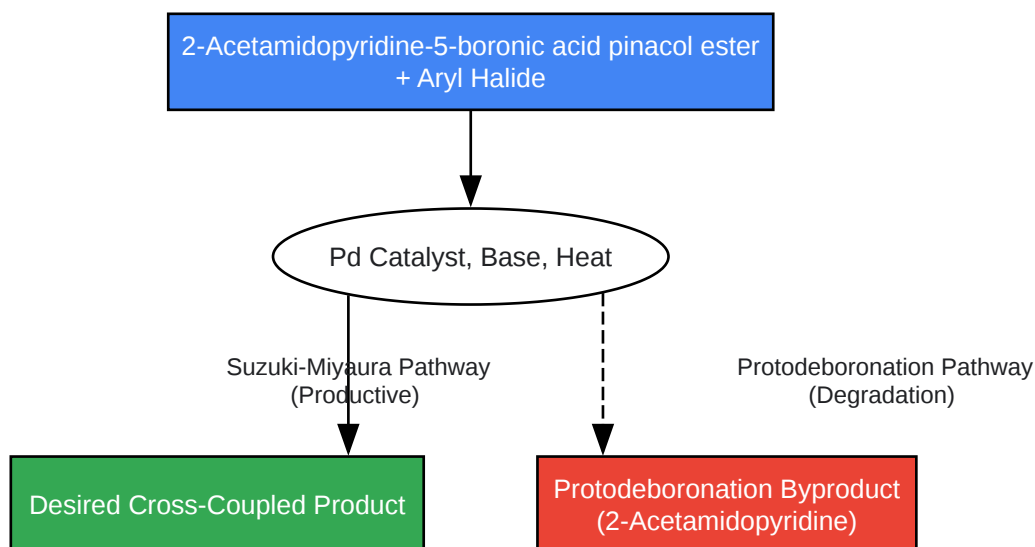 2-Acetamidopyridine-5-boronic acid pinacol ester
+ Aryl Halide
Pd Catalyst, Base, Heat
Suzuki-Miyaura Pathway
(Productive)
Protodeboronation Pathway
(Degradation)
Desired Cross-Coupled Product
Protodeboronation Byproduct
(2-Acetamidopyridine)